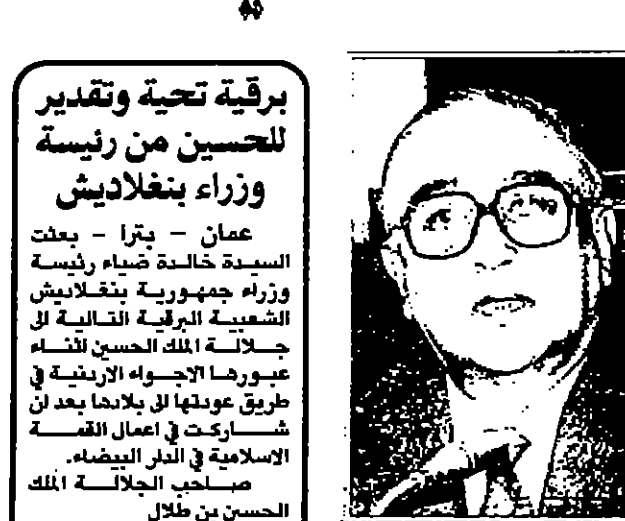 برقية تحية وتقدير
للحسين من رئيسة
وزراء بنغلاديش
عمان – بترا – بعثت
السيدة خالدة ضياء رئيسة
وزراء جمهورية بنغلاديش
الشعبية البرقية التالية الى
جلالة الملك الحسين اثناء
عبورها الاجواء الاردنية في
طريق عودتها الى بلادها بعد ان
شاركت في اعمال القمة
الاسلامية في الدار البيضاء.
صاحب الجلالة الملك
الحسين بن طلال